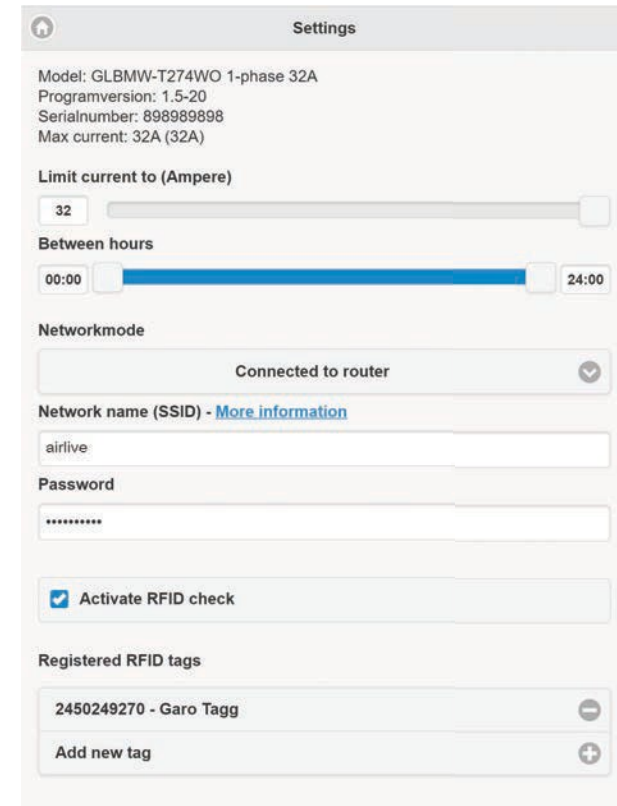 Settings
Model: GLBMW-T274WO 1-phase 32A
Programversion: 1.5-20
Serialnumber: 898989898
Max current: 32A (32A)
Limit current to (Ampere)
32
Between hours
00:00 24:00
Networkmode
Connected to router
Network name (SSID) - More information
airlive
Password
••••••••••
Activate RFID check
Registered RFID tags
2450249270 - Garo Tagg
Add new tag